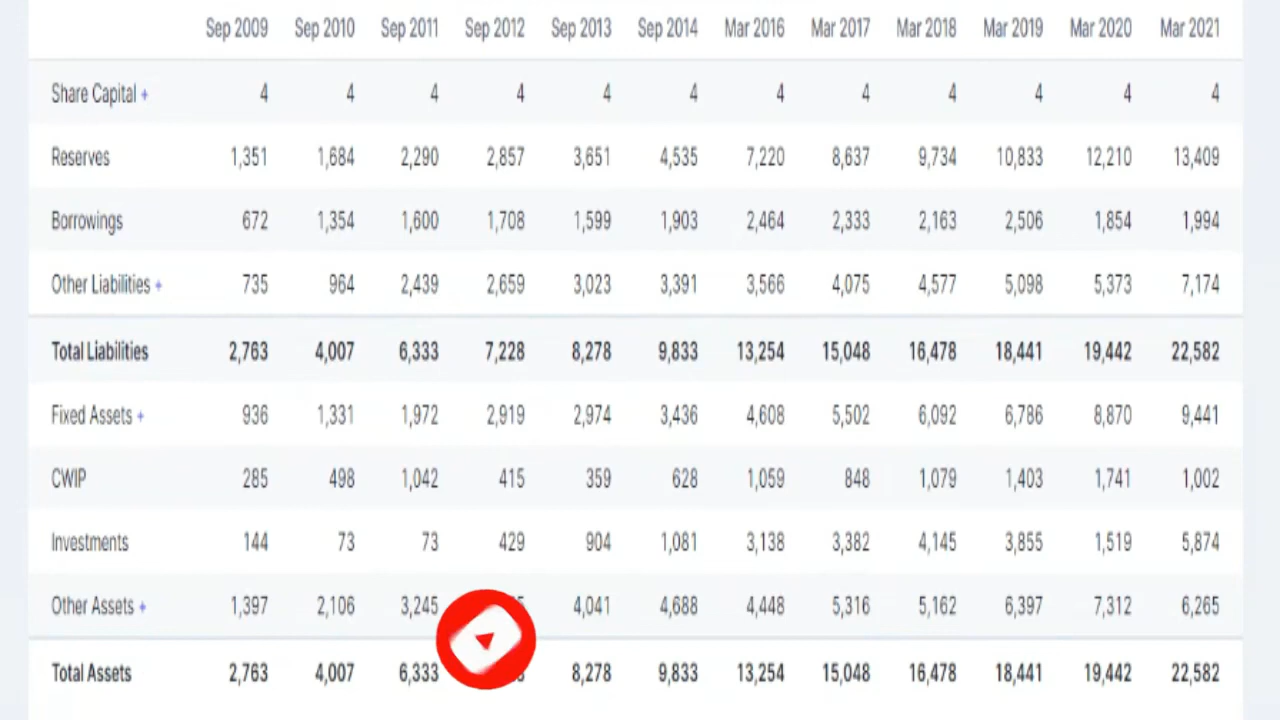 Sep 2009 Sep 2010 Sep 2011 Sep 2012 Sep 2013 Sep 2014 Mar 2016 Mar 2017 Mar 2018 Mar 2019 Mar 2020 Mar 2021
Share Capital + 4 4 4 4 4 4 4 4 4 4 4 4
Reserves 1,351 1,684 2,290 2,857 3,651 4,535 7,220 8,637 9,734 10,833 12,210 13,409
Borrowings 672 1,354 1,600 1,708 1,599 1,903 2,464 2,333 2,163 2,506 1,854 1,994
Other Liabilities + 735 964 2,439 2,659 3,023 3,391 3,566 4,075 4,577 5,098 5,373 7,174
Total Liabilities 2,763 4,007 6,333 7,228 8,278 9,833 13,254 15,048 16,478 18,441 19,442 22,582
Fixed Assets + 936 1,331 1,972 2,919 2,974 3,436 4,608 5,502 6,092 6,786 8,870 9,441
CWIP 285 498 1,042 415 359 628 1,059 848 1,079 1,403 1,741 1,002
Investments 144 73 73 429 904 1,081 3,138 3,382 4,145 3,855 1,519 5,874
Other Assets + 1,397 2,106 3,245 4,041 4,688 4,448 5,316 5,162 6,397 7,312 6,265
Total Assets 2,763 4,007 6,333 8,278 9,833 13,254 15,048 16,478 18,441 19,442 22,582